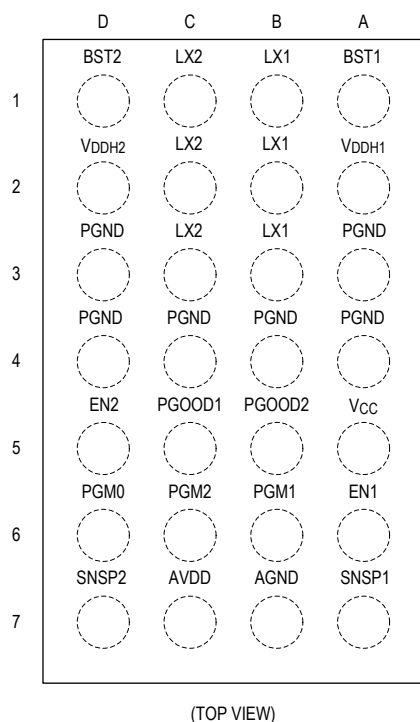 D C B A
BST2 LX2 LX1 BST1
1
VDDH2 LX2 LX1 VDDH1
2
PGND LX2 LX1 PGND
3
PGND PGND PGND PGND
4
EN2 PGOOD1 PGOOD2 VCC
5
PGM0 PGM2 PGM1 EN1
6
SNSP2 AVDD AGND SNSP1
7
(TOP VIEW)